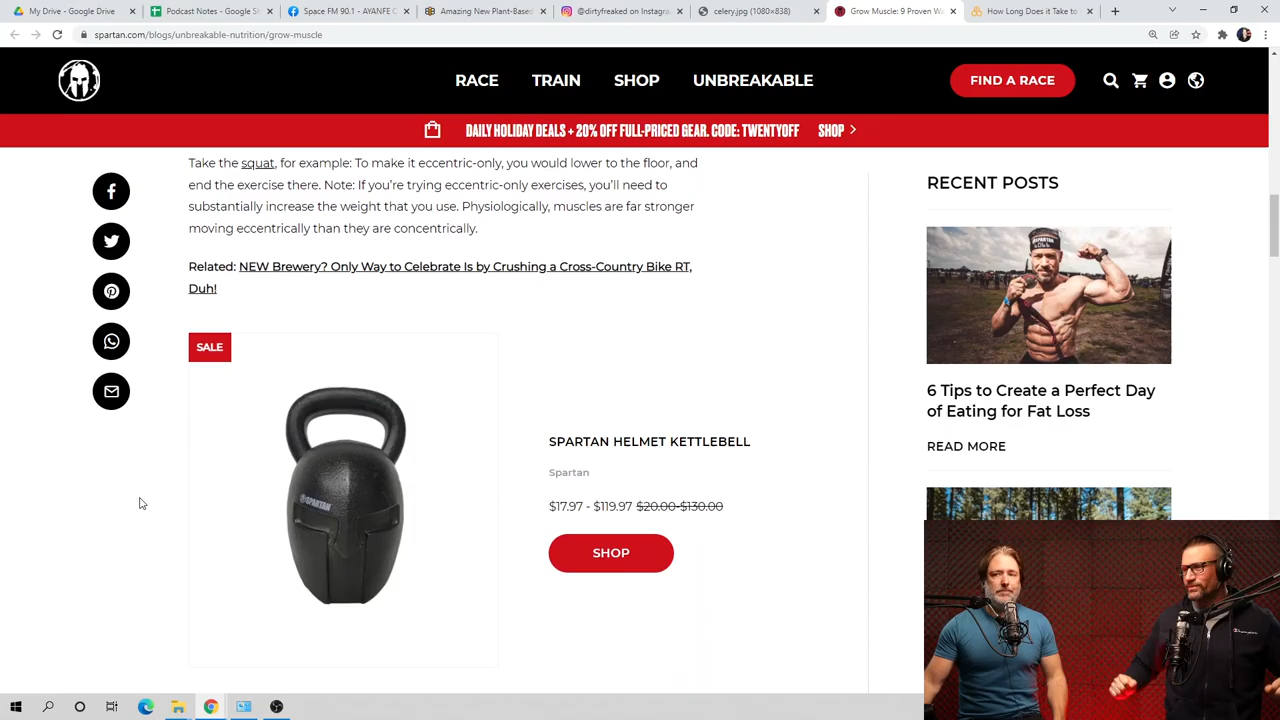 My Drive - Google Drive
Podcast Notes - Google S
Space FM 90.1 - AYANFE
Amazing New Plant-Based
@dirtyfreaked on Instagram
celery.jpg (1080×838)
Grow Muscle: 9 Proven W
How Long Does it Take to
spartan.com/blogs/unbreakable-nutrition/grow-muscle
RACE
TRAIN
SHOP
UNBREAKABLE
FIND A RACE
DAILY HOLIDAY DEALS + 20% OFF FULL-PRICED GEAR. CODE: TWENTYOFF SHOP
Take the squat, for example: To make it eccentric-only, you would lower to the floor, and
end the exercise there. Note: If you’re trying eccentric-only exercises, you’ll need to
substantially increase the weight that you use. Physiologically, muscles are far stronger
moving eccentrically than they are concentrically.
Related: NEW Brewery? Only Way to Celebrate Is by Crushing a Cross-Country Bike RT,
Duh!
SALE
SPARTAN
SPARTAN HELMET KETTLEBELL
Spartan
$17.97 - $119.97 $20.00-$130.00
SHOP
RECENT POSTS
SPARTAN
6 Tips to Create a Perfect Day
of Eating for Fat Loss
READ MORE